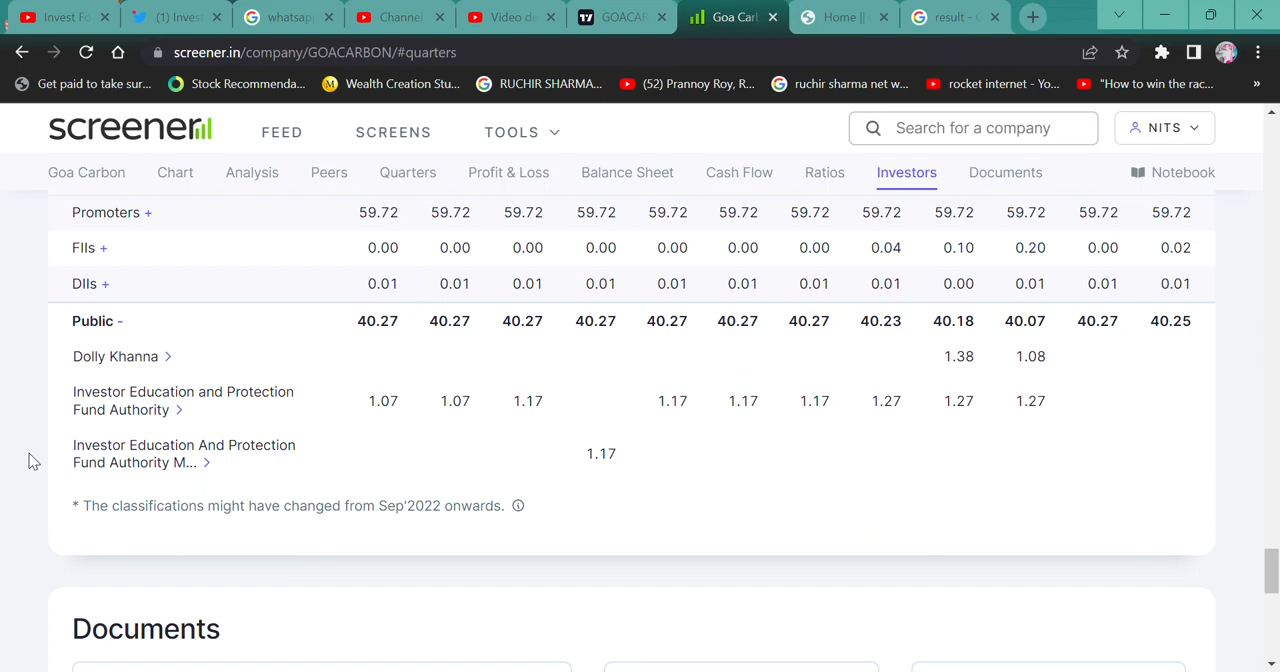 Invest Fo
(1) Invest
whatsapp
Channel
Video de
GOACAR
Goa Carb
Home ||
result - G
screener.in/company/GOACARBON/#quarters
Get paid to take sur...
Stock Recommenda...
Wealth Creation Stu...
RUCHIR SHARMA...
(52) Prannoy Roy, R...
ruchir sharma net w...
rocket internet - Yo...
"How to win the rac...
»
screener
FEED
SCREENS
TOOLS
Search for a company
NITS
Goa Carbon Chart Analysis Peers Quarters Profit & Loss Balance Sheet Cash Flow Ratios Investors Documents Notebook
Promoters + 59.72 59.72 59.72 59.72 59.72 59.72 59.72 59.72 59.72 59.72 59.72 59.72
FIIs + 0.00 0.00 0.00 0.00 0.00 0.00 0.00 0.04 0.10 0.20 0.00 0.02
DIIs + 0.01 0.01 0.01 0.01 0.01 0.01 0.01 0.01 0.00 0.01 0.01 0.01
Public - 40.27 40.27 40.27 40.27 40.27 40.27 40.27 40.23 40.18 40.07 40.27 40.25
Dolly Khanna > 1.38 1.08
Investor Education and Protection
Fund Authority > 1.07 1.07 1.17 1.17 1.17 1.17 1.27 1.27 1.27
Investor Education And Protection
Fund Authority M... > 1.17
* The classifications might have changed from Sep'2022 onwards.
Documents